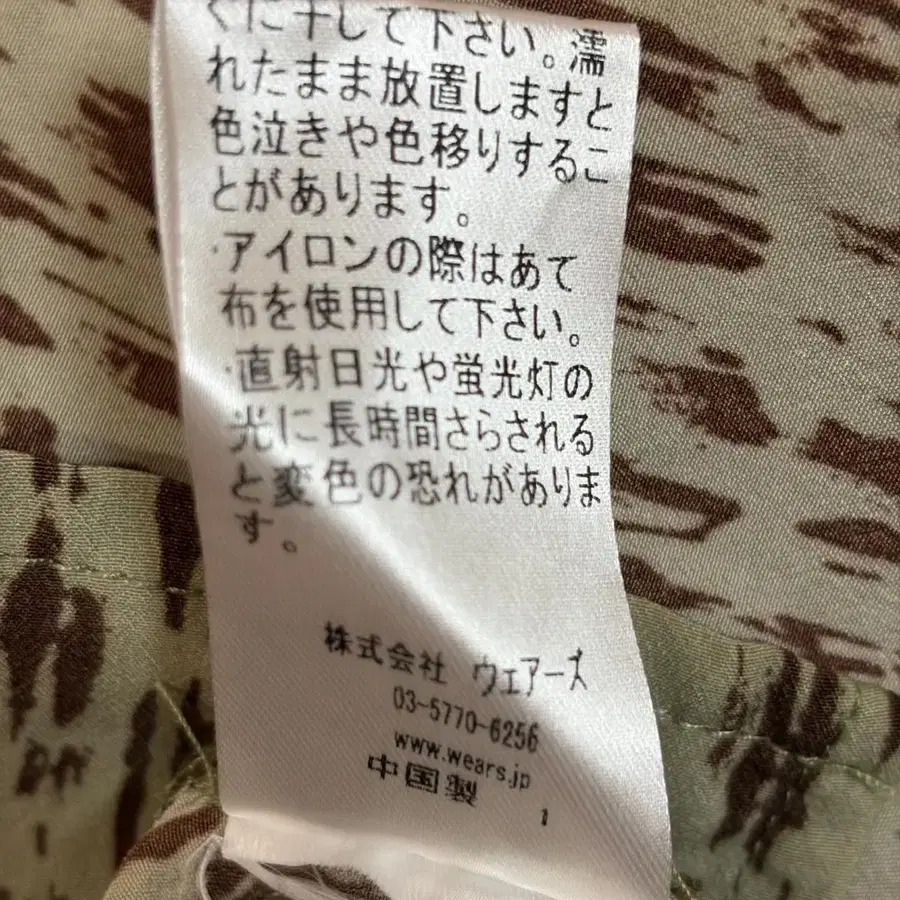 ぐに干して下さい。濡
れたまま放置しますと
色泣きや色移りするこ
とがあります。
・アイロンの際はあて
布を使用して下さい。
・直射日光や蛍光灯の
光に長時間さらされる
と変色の恐れがありま
す。
株式会社 ウェアーズ
03-5770-6256
www.wears.jp
中国製
1